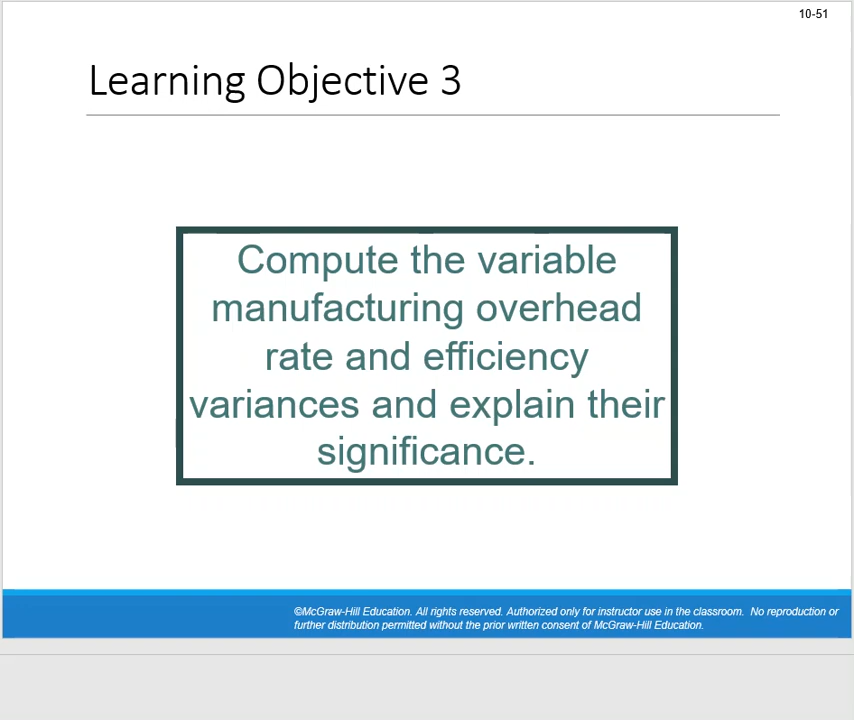 10-51
Learning Objective 3
Compute the variable
manufacturing overhead
rate and efficiency
variances and explain their
significance.
©McGraw-Hill Education. All rights reserved. Authorized only for instructor use in the classroom.  No reproduction or
further distribution permitted without the prior written consent of McGraw-Hill Education.